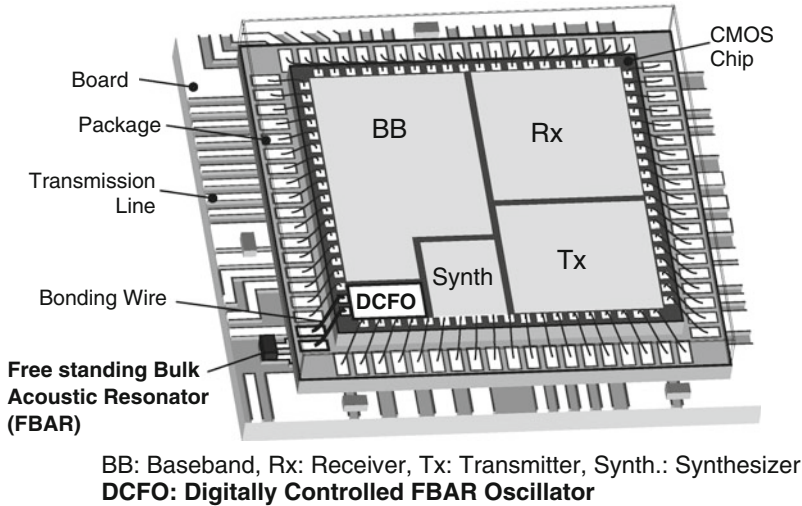 CMOS
Chip
Board
Package
BB
Rx
Transmission
Line
Tx
Synth
Bonding Wire
DCFO
Free standing Bulk
Acoustic Resonator
(FBAR)
BB: Baseband, Rx: Receiver, Tx: Transmitter, Synth.: Synthesizer
DCFO: Digitally Controlled FBAR Oscillator